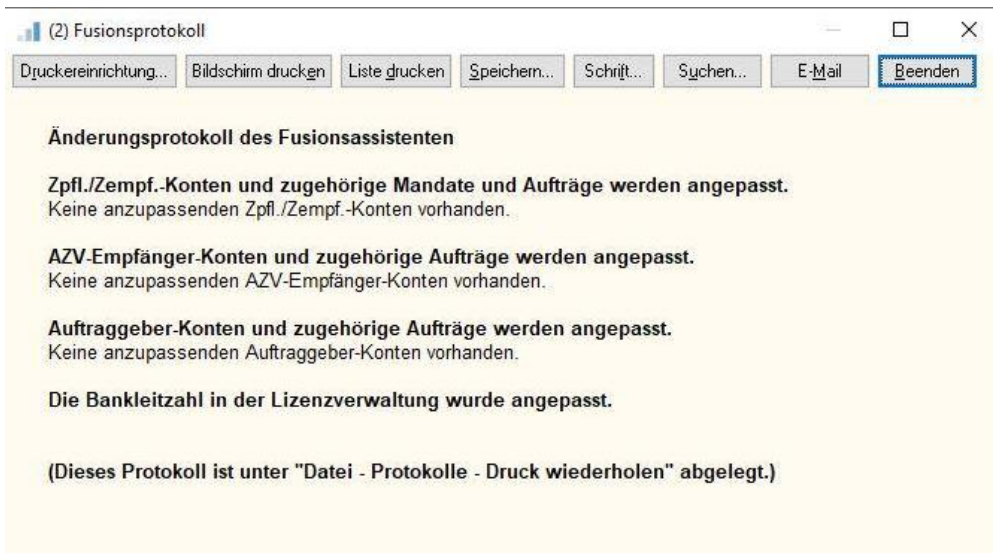 (2) Fusionsprotokoll
Druckereinrichtung... Bildschirm drucken Liste drucken Speichern... Schrift... Suchen... E-Mail Beenden
Änderungsprotokoll des Fusionsassistenten
Zpfl./Zempf.-Konten und zugehörige Mandate und Aufträge werden angepasst.
Keine anzupassenden Zpfl./Zempf.-Konten vorhanden.
AZV-Empfänger-Konten und zugehörige Aufträge werden angepasst.
Keine anzupassenden AZV-Empfänger-Konten vorhanden.
Auftraggeber-Konten und zugehörige Aufträge werden angepasst.
Keine anzupassenden Auftraggeber-Konten vorhanden.
Die Bankleitzahl in der Lizenzverwaltung wurde angepasst.
(Dieses Protokoll ist unter "Datei - Protokolle - Druck wiederholen" abgelegt.)